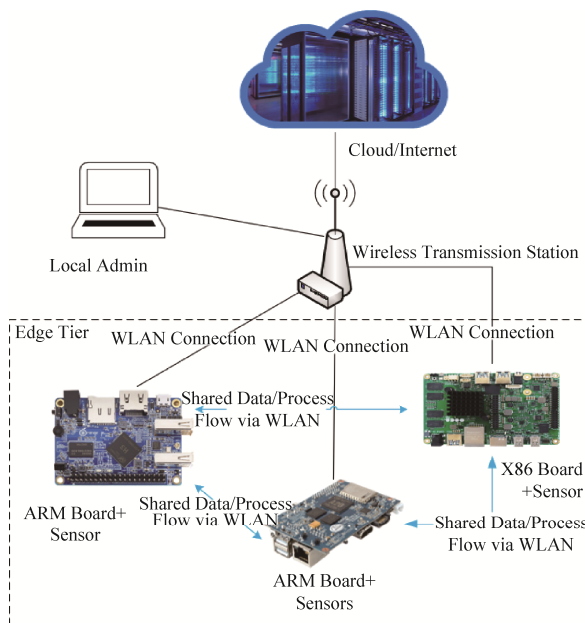 Cloud/Internet
Wireless Transmission Station
Local Admin
Edge Tier
WLAN Connection
WLAN Connection
WLAN Connection
Shared Data/Process
Flow via WLAN
X86 Board
+Sensor
Shared Data/Process
Flow via WLAN
ARM Board+
Sensor
Shared Data/Process
Flow via WLAN
ARM Board+
Sensors